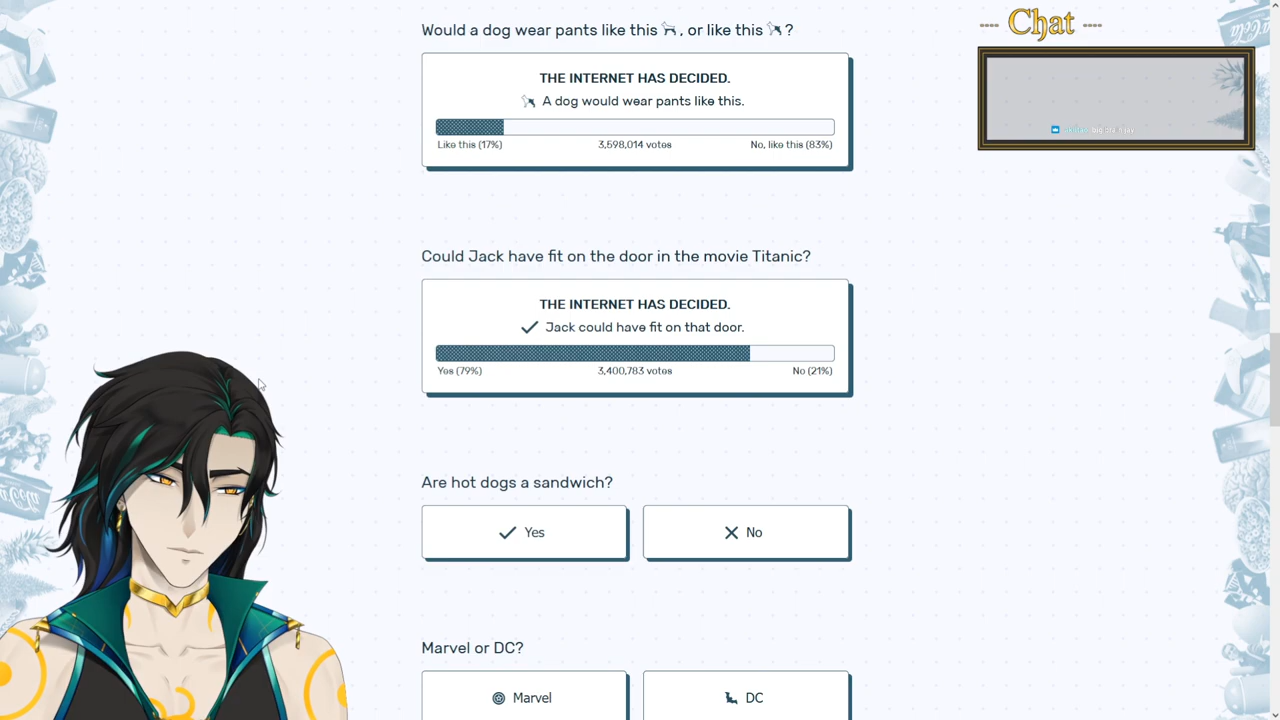 ---- Chat ----
Would a dog wear pants like this, or like this?
THE INTERNET HAS DECIDED.
A dog would wear pants like this.
Like this (17%) 3,598,014 votes No, like this (83%)
Could Jack have fit on the door in the movie Titanic?
THE INTERNET HAS DECIDED.
Jack could have fit on that door.
Yes (79%) 3,400,783 votes No (21%)
Are hot dogs a sandwich?
Yes No
Marvel or DC?
Marvel DC